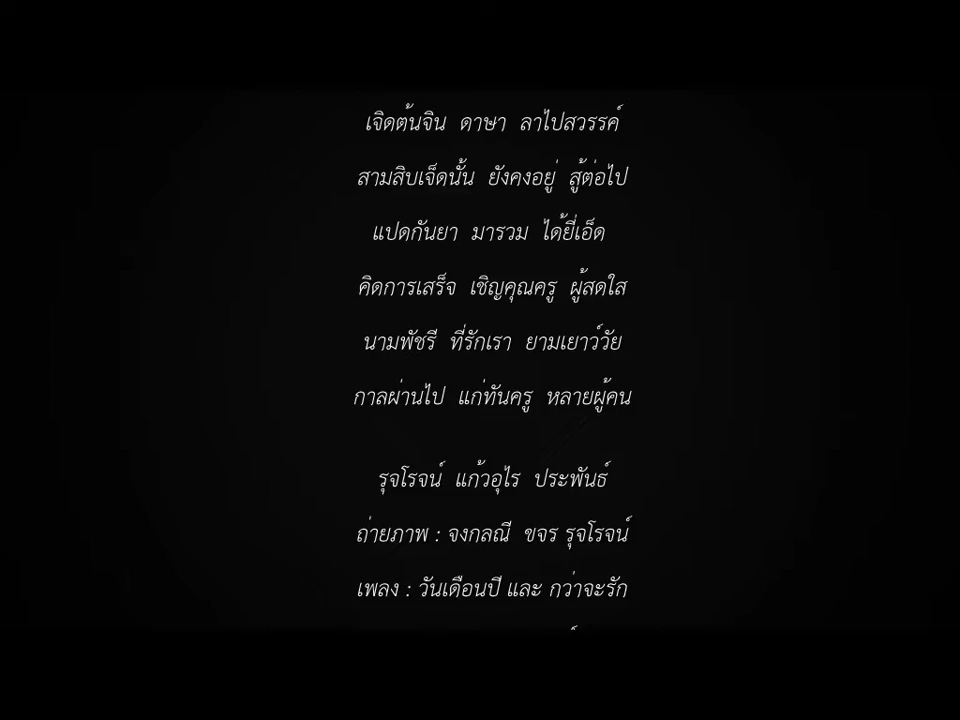 เจิดต้นจิน ดาษา ลาไปสวรรค์
สามสิบเจ็ดนั้น ยังคงอยู่ สู้ต่อไป
แปดกันยา มารวม ได้ยี่เอ็ด
คิดการเสร็จ เชิญคุณครู ผู้สดใส
นามพัชรี ที่รักเรา ยามเยาว์วัย
กาลผ่านไป แก่ทันครู หลายผู้คน
รุจโรจน์ แก้วอุไร ประพันธ์
ถ่ายภาพ : จงกลณี ขจร รุจโรจน์
เพลง : วันเดือนปี และ กว่าจะรัก